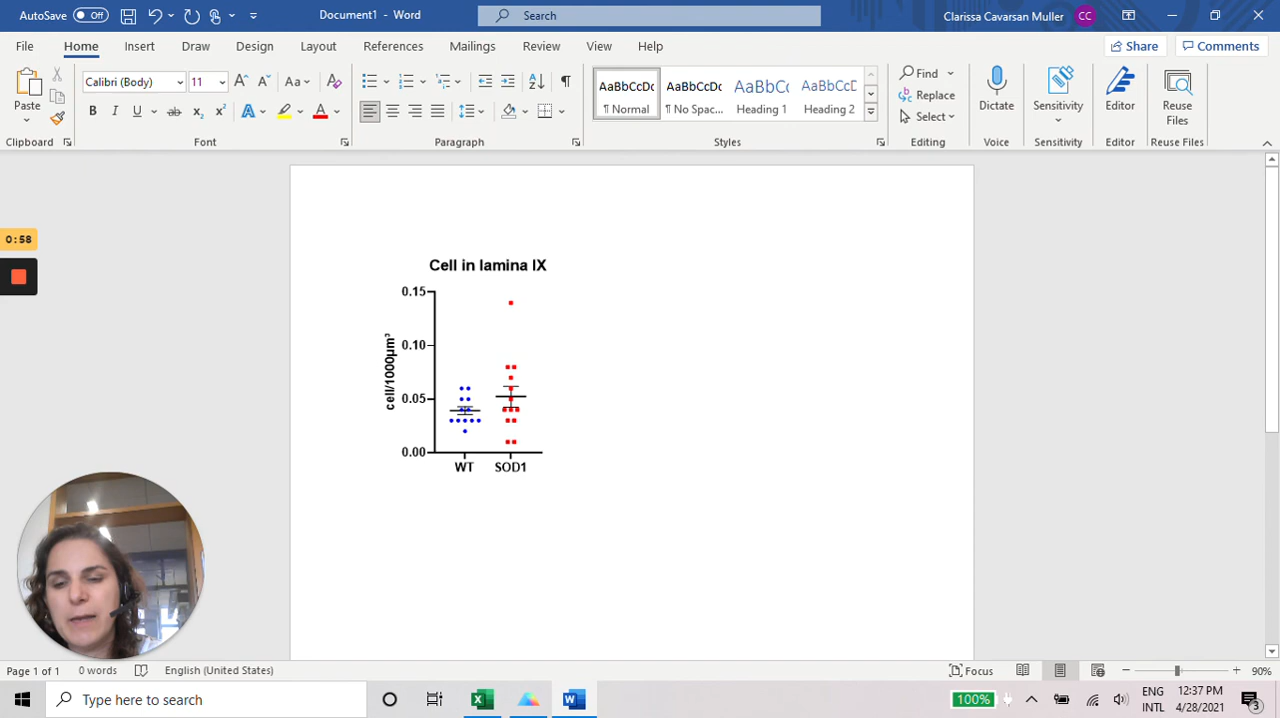 AutoSave Off Document1 - Word Search Clarissa Cavarsan Muller CC
File Home Insert Draw Design Layout References Mailings Review View Help Share Comments
Paste Calibri (Body) 11 Aa AaBbCcDc AaBbCcDc AaBbCc AaBbCcD Find
¶ Normal ¶ No Spac... Heading 1 Heading 2 Replace
Select
Dictate Sensitivity Editor Reuse Files
Clipboard Font Paragraph Styles Editing Voice Sensitivity Editor Reuse Files
0:58
Cell in lamina IX
0.15
0.10
0.05
0.00
cell/1000µm³
WT SOD1
Page 1 of 1 0 words English (United States) Focus 90%
Type here to search 100% ENG INTL 12:37 PM 4/28/2021 3